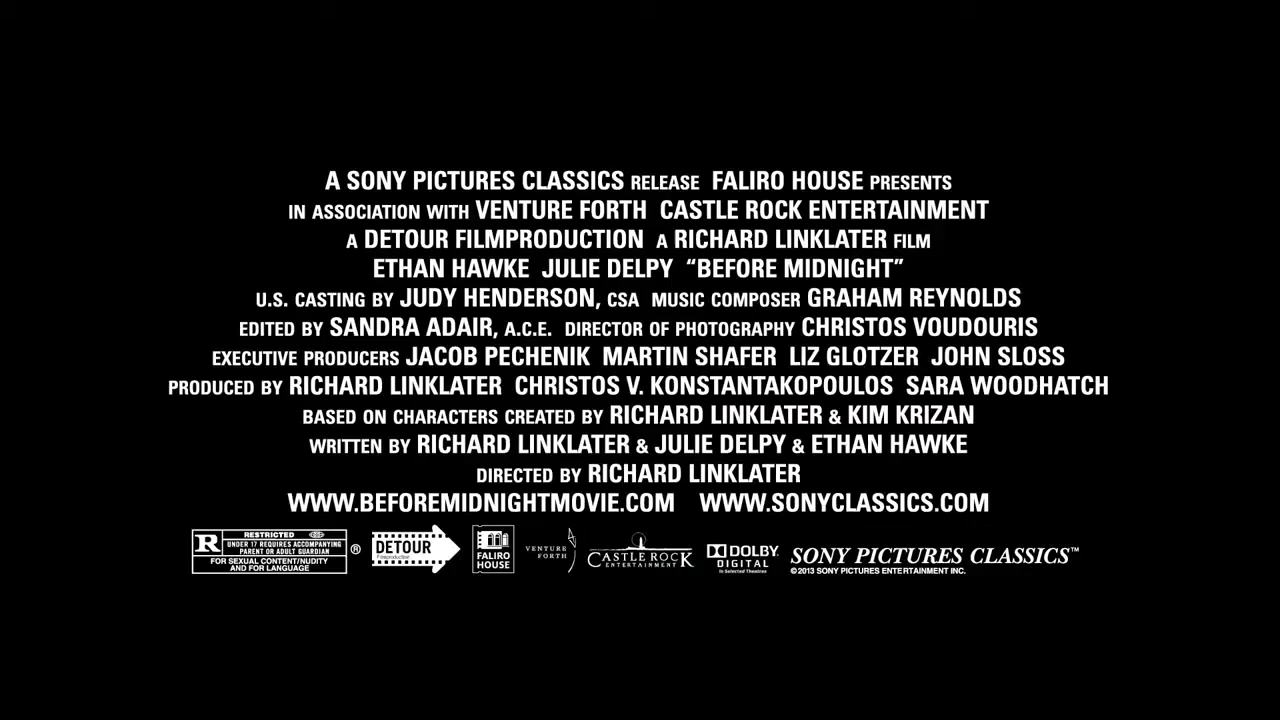 A SONY PICTURES CLASSICS RELEASE FALIRO HOUSE PRESENTS
IN ASSOCIATION WITH VENTURE FORTH CASTLE ROCK ENTERTAINMENT
A DETOUR FILMPRODUCTION A RICHARD LINKLATER FILM
ETHAN HAWKE JULIE DELPY “BEFORE MIDNIGHT”
U.S. CASTING BY JUDY HENDERSON, CSA MUSIC COMPOSER GRAHAM REYNOLDS
EDITED BY SANDRA ADAIR, A.C.E. DIRECTOR OF PHOTOGRAPHY CHRISTOS VOUDOURIS
EXECUTIVE PRODUCERS JACOB PECHENIK MARTIN SHAFER LIZ GLOTZER JOHN SLOSS
PRODUCED BY RICHARD LINKLATER CHRISTOS V. KONSTANTAKOPOULOS SARA WOODHATCH
BASED ON CHARACTERS CREATED BY RICHARD LINKLATER & KIM KRIZAN
WRITTEN BY RICHARD LINKLATER & JULIE DELPY & ETHAN HAWKE
DIRECTED BY RICHARD LINKLATER
WWW.BEFOREMIDNIGHTMOVIE.COM WWW.SONYCLASSICS.COM
R RESTRICTED ®
UNDER 17 REQUIRES ACCOMPANYING
PARENT OR ADULT GUARDIAN
FOR SEXUAL CONTENT/NUDITY
AND FOR LANGUAGE
DETOUR
Filmproduction
FALIRO
HOUSE
VENTURE
FORTH
CASTLE ROCK
ENTERTAINMENT
DOLBY
DIGITAL
In Selected Theatres
SONY PICTURES CLASSICS™
©2013 SONY PICTURES ENTERTAINMENT INC.